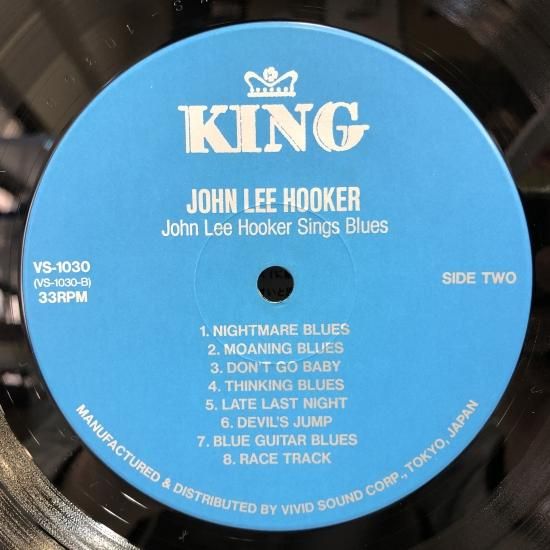 KING
JOHN LEE HOOKER
John Lee Hooker Sings Blues
VS-1030
(VS-1030-B)
33RPM
SIDE TWO
1. NIGHTMARE BLUES
2. MOANING BLUES
3. DON'T GO BABY
4. THINKING BLUES
5. LATE LAST NIGHT
6. DEVIL'S JUMP
7. BLUE GUITAR BLUES
8. RACE TRACK
MANUFACTURED & DISTRIBUTED BY VIVID SOUND CORP., TOKYO, JAPAN